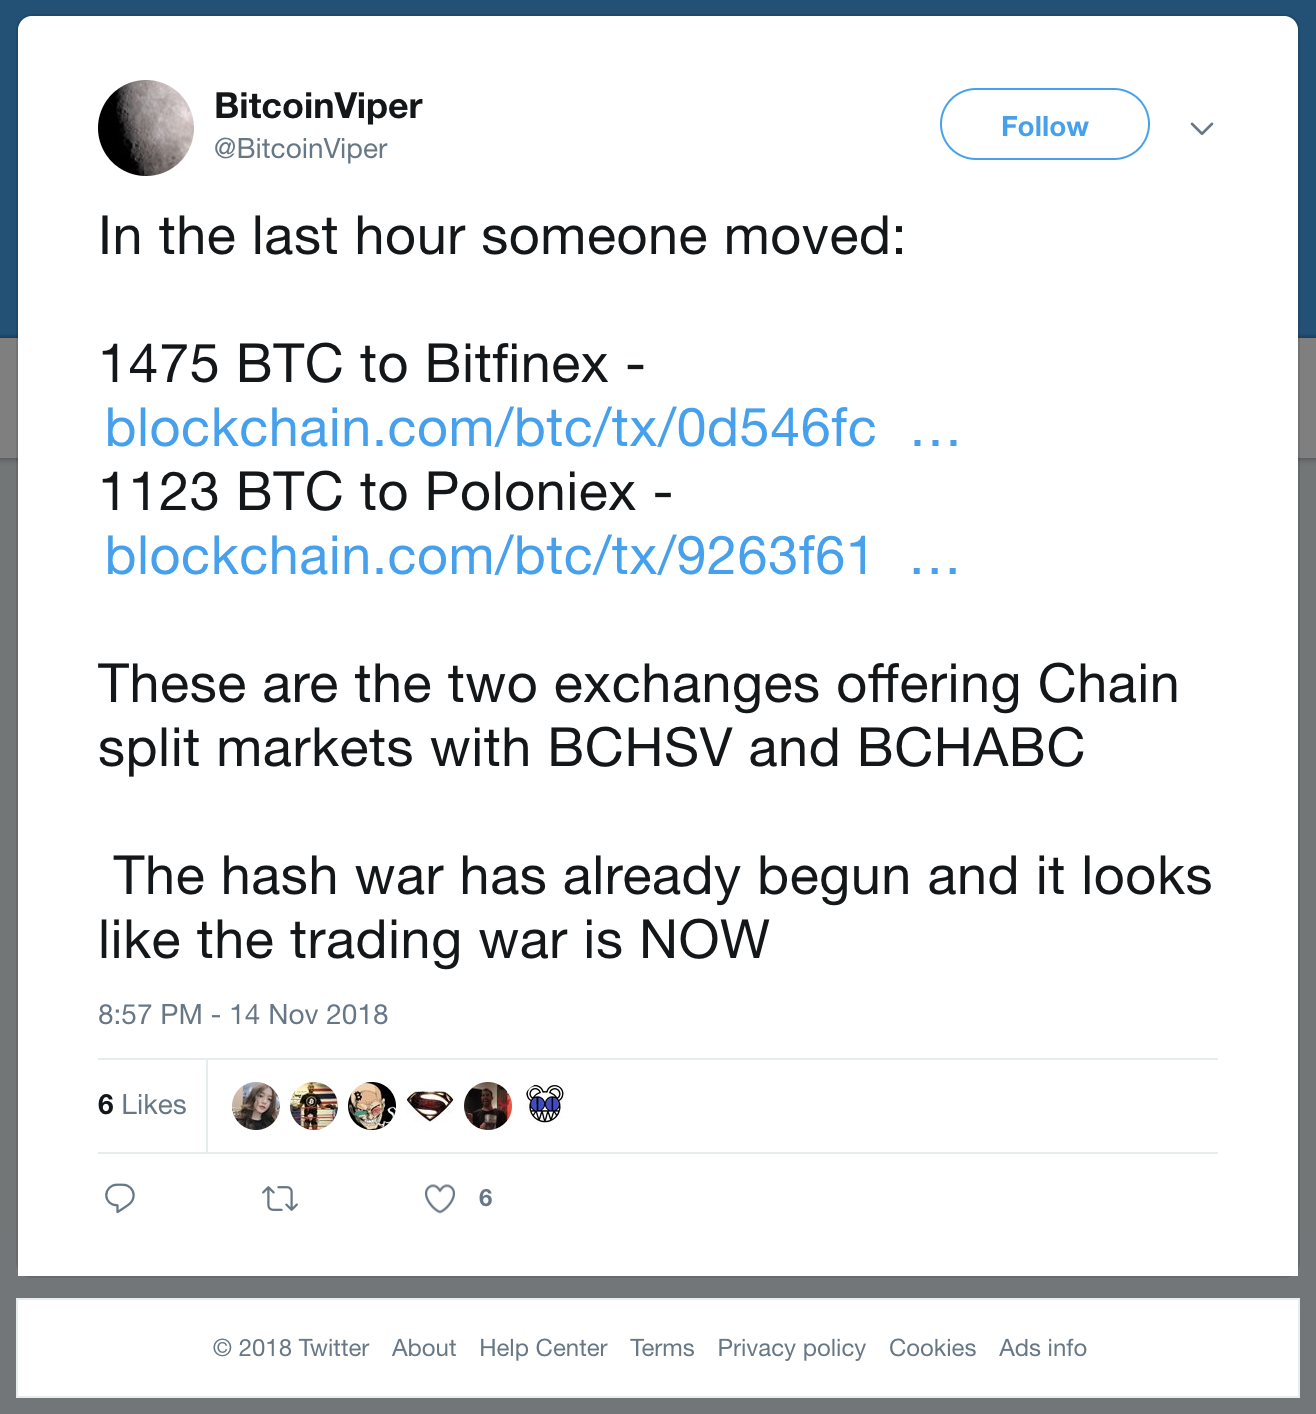 BitcoinViper
@BitcoinViper
Follow
In the last hour someone moved:
1475 BTC to Bitfinex -
blockchain.com/btc/tx/0d546fc …
1123 BTC to Poloniex -
blockchain.com/btc/tx/9263f61 …
These are the two exchanges offering Chain
split markets with BCHSV and BCHABC
The hash war has already begun and it looks
like the trading war is NOW
8:57 PM - 14 Nov 2018
6 Likes
6
© 2018 Twitter About Help Center Terms Privacy policy Cookies Ads info